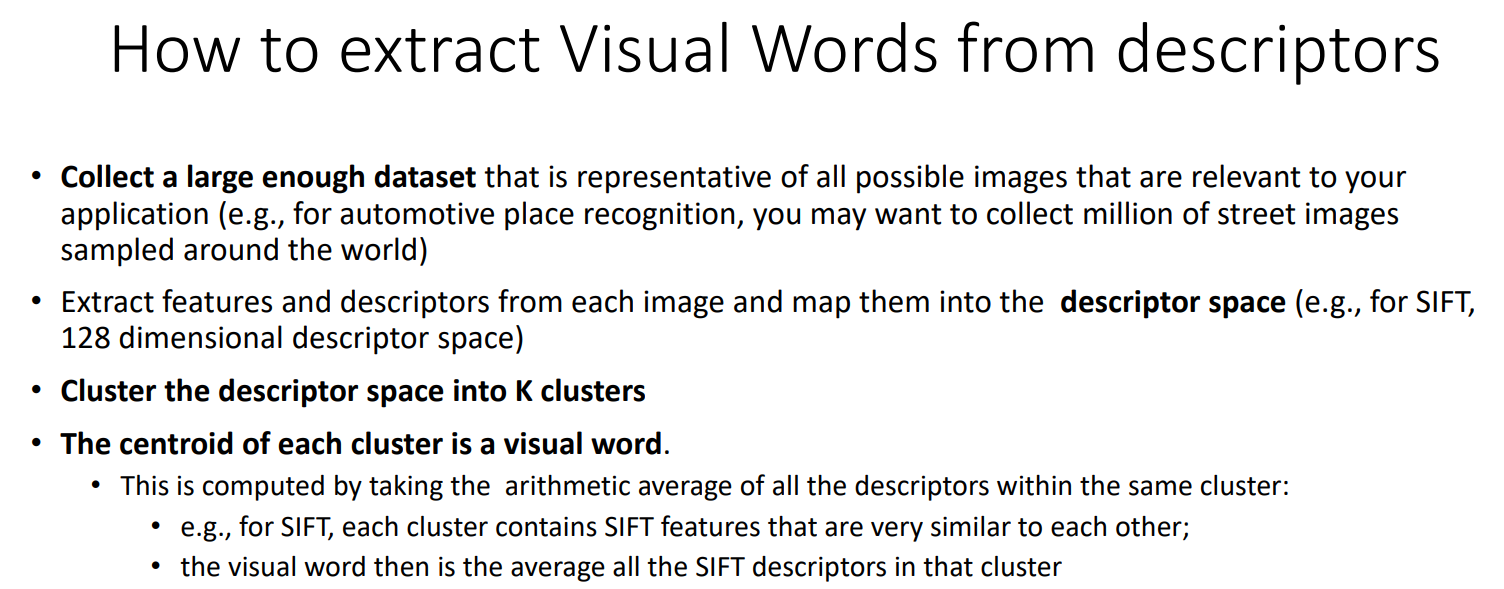 How to extract Visual Words from descriptors
• Collect a large enough dataset that is representative of all possible images that are relevant to your
application (e.g., for automotive place recognition, you may want to collect million of street images
sampled around the world)
• Extract features and descriptors from each image and map them into the descriptor space (e.g., for SIFT,
128 dimensional descriptor space)
• Cluster the descriptor space into K clusters
• The centroid of each cluster is a visual word.
• This is computed by taking the arithmetic average of all the descriptors within the same cluster:
• e.g., for SIFT, each cluster contains SIFT features that are very similar to each other;
• the visual word then is the average all the SIFT descriptors in that cluster